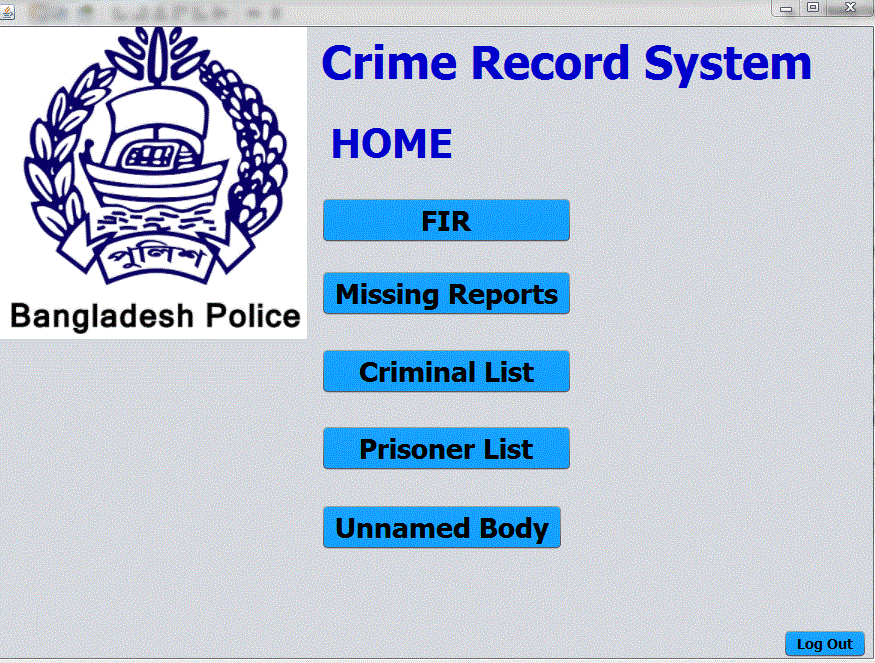 Crime Record System
HOME
পুলিশ
Bangladesh Police
FIR
Missing Reports
Criminal List
Prisoner List
Unnamed Body
Log Out